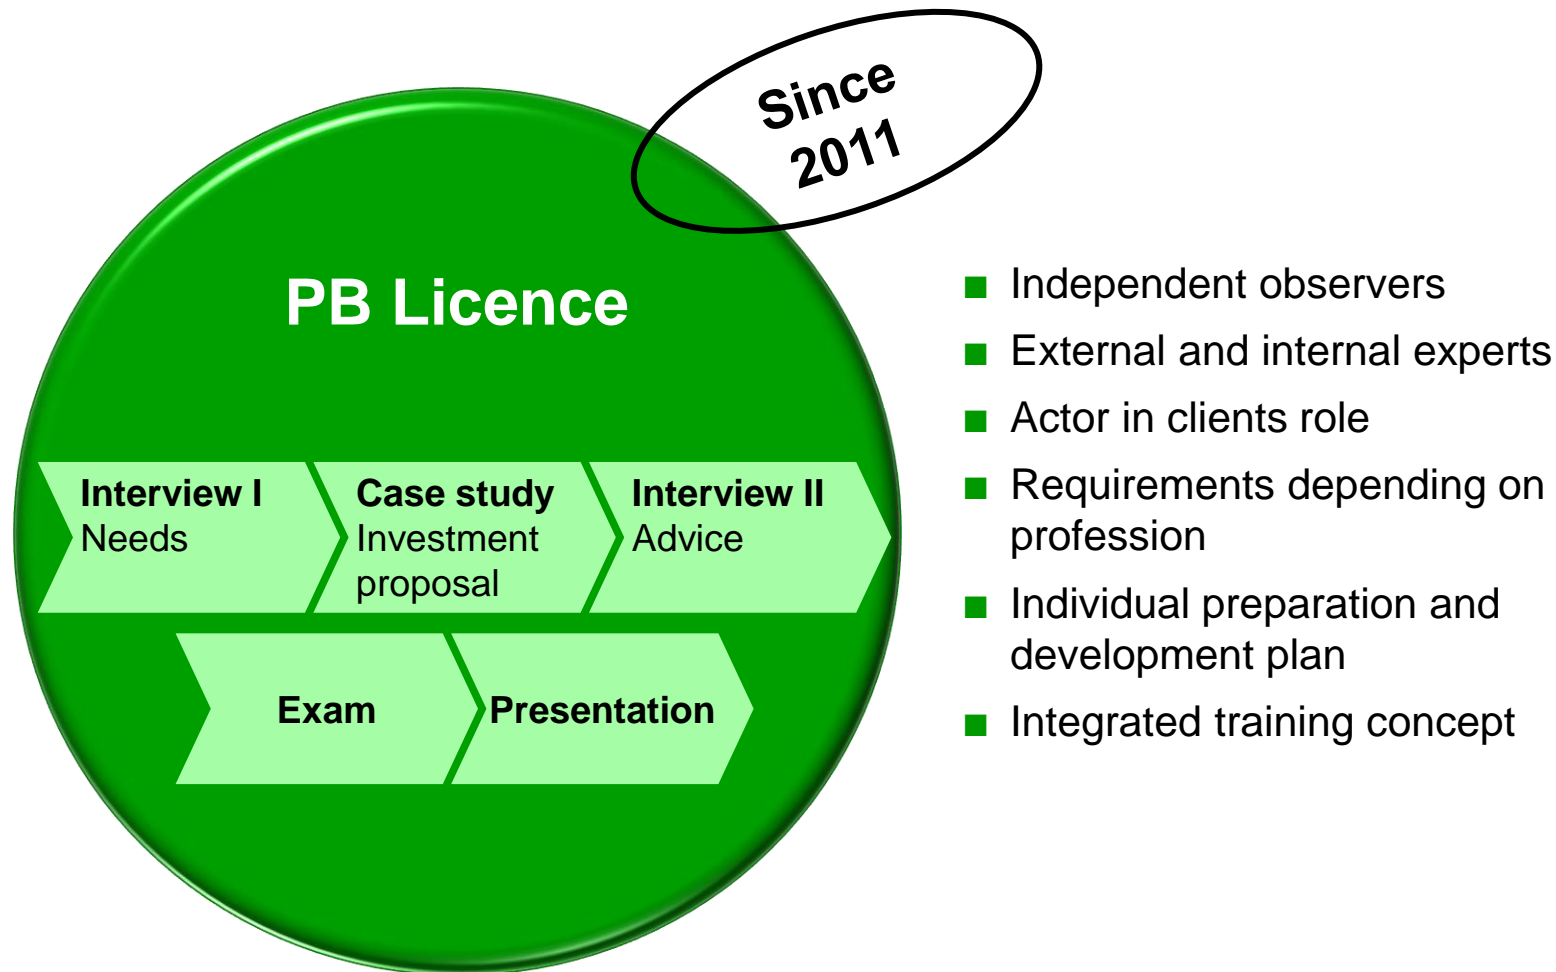 Since
2011
PB Licence
Interview I
Needs
Case study
Investment
proposal
Interview II
Advice
Exam
Presentation
Independent observers
External and internal experts
Actor in clients role
Requirements depending on
profession
Individual preparation and
development plan
Integrated training concept